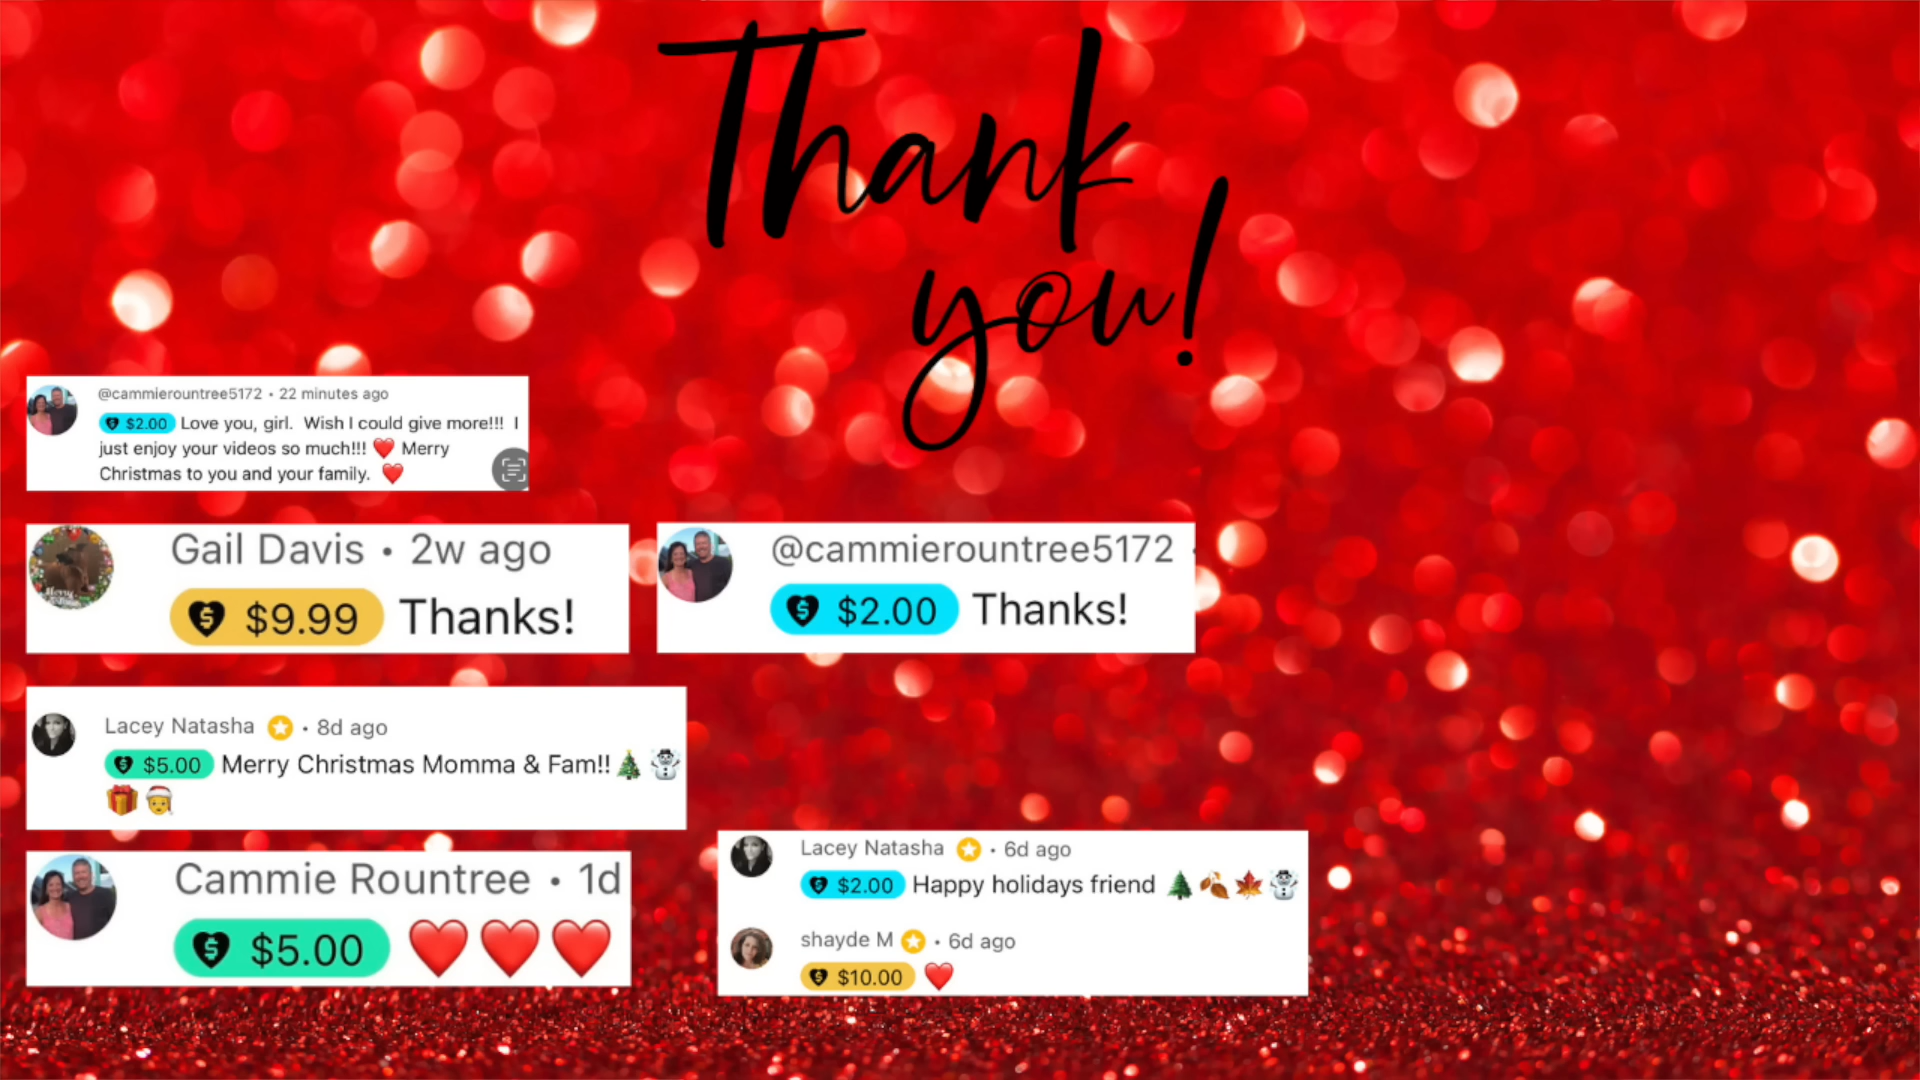 Thank
you!
@cammierountree5172 • 22 minutes ago
$2.00 Love you, girl. Wish I could give more!!! I
just enjoy your videos so much!!! ❤️ Merry
Christmas to you and your family. ❤️
Gail Davis • 2w ago
$9.99 Thanks!
@cammierountree5172
$2.00 Thanks!
Lacey Natasha • 8d ago
$5.00 Merry Christmas Momma & Fam!! 🎄☃️
🎁🤶
Cammie Rountree • 1d
$5.00 ❤️❤️❤️
Lacey Natasha • 6d ago
$2.00 Happy holidays friend 🌲🍂🍁☃️
shayde M • 6d ago
$10.00 ❤️